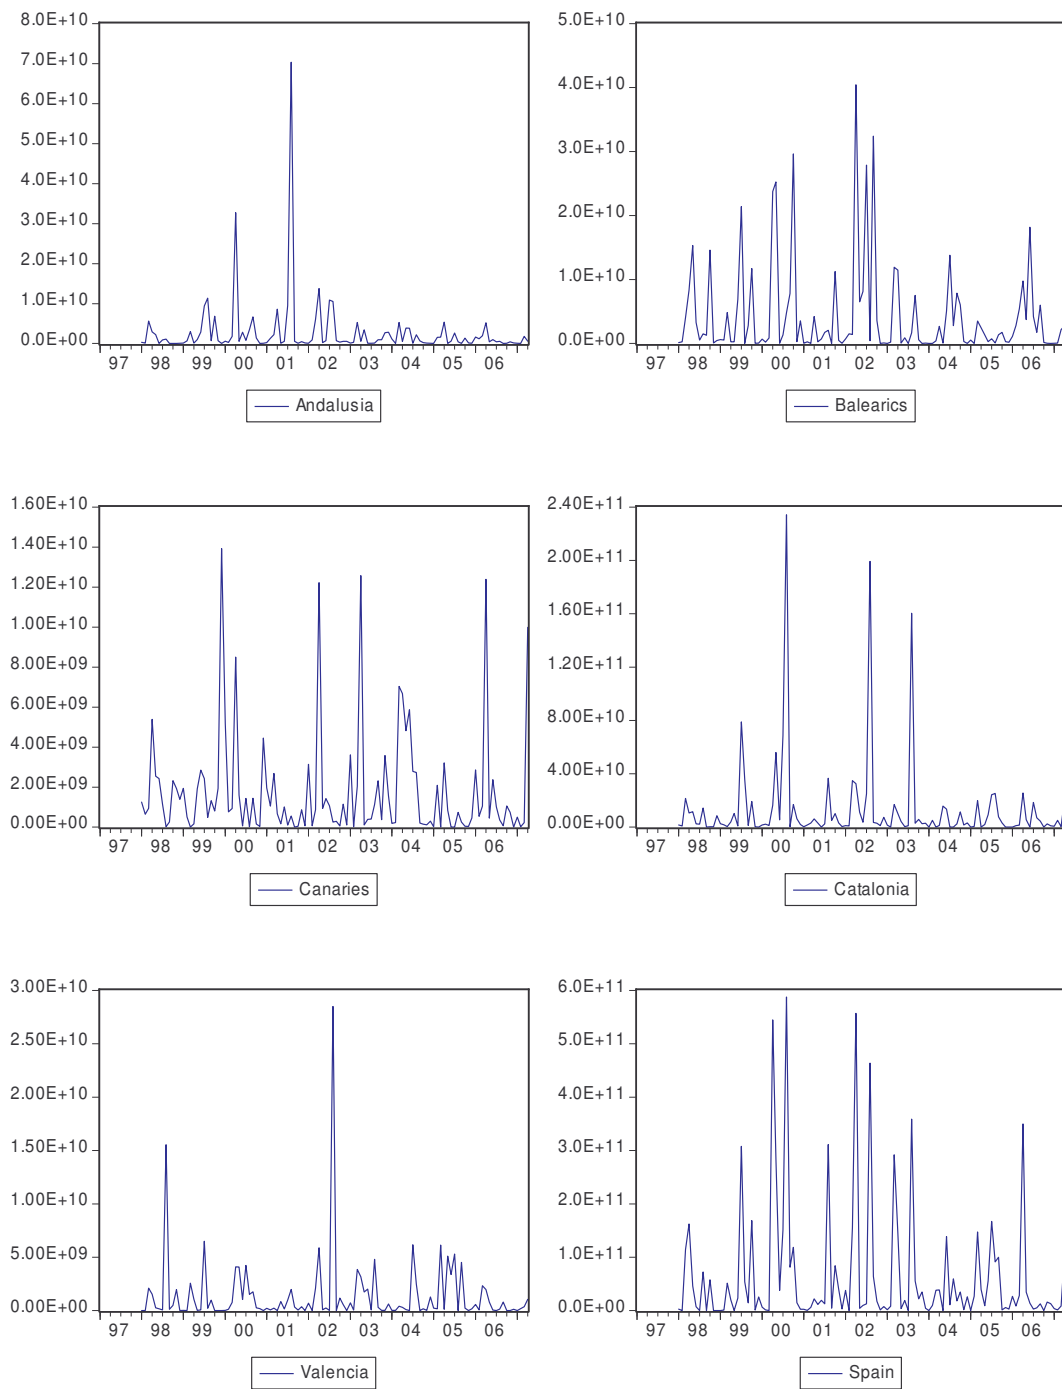 8.0E+10
7.0E+10
6.0E+10
5.0E+10
4.0E+10
3.0E+10
2.0E+10
1.0E+10
0.0E+00
97 98 99 00 01 02 03 04 05 06
Andalusia
5.0E+10
4.0E+10
3.0E+10
2.0E+10
1.0E+10
0.0E+00
97 98 99 00 01 02 03 04 05 06
Balearics
1.60E+10
1.40E+10
1.20E+10
1.00E+10
8.00E+09
6.00E+09
4.00E+09
2.00E+09
0.00E+00
97 98 99 00 01 02 03 04 05 06
Canaries
2.40E+11
2.00E+11
1.60E+11
1.20E+11
8.00E+10
4.00E+10
0.00E+00
97 98 99 00 01 02 03 04 05 06
Catalonia
3.00E+10
2.50E+10
2.00E+10
1.50E+10
1.00E+10
5.00E+09
0.00E+00
97 98 99 00 01 02 03 04 05 06
Valencia
6.0E+11
5.0E+11
4.0E+11
3.0E+11
2.0E+11
1.0E+11
0.0E+00
97 98 99 00 01 02 03 04 05 06
Spain